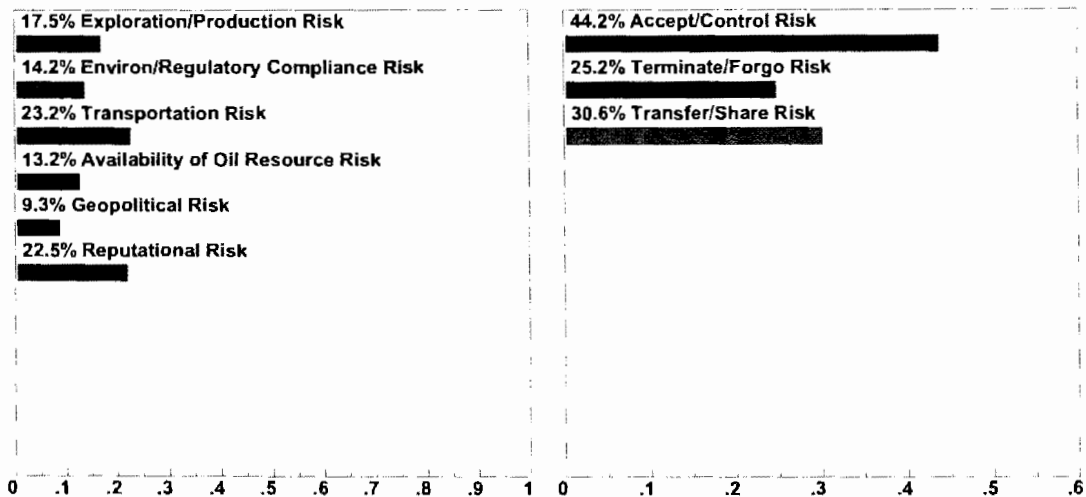 17.5% Exploration/Production Risk
14.2% Environ/Regulatory Compliance Risk
23.2% Transportation Risk
13.2% Availability of Oil Resource Risk
9.3% Geopolitical Risk
22.5% Reputational Risk
0 .1 .2 .3 .4 .5 .6 .7 .8 .9 1
44.2% Accept/Control Risk
25.2% Terminate/Forgo Risk
30.6% Transfer/Share Risk
0 .1 .2 .3 .4 .5 .6